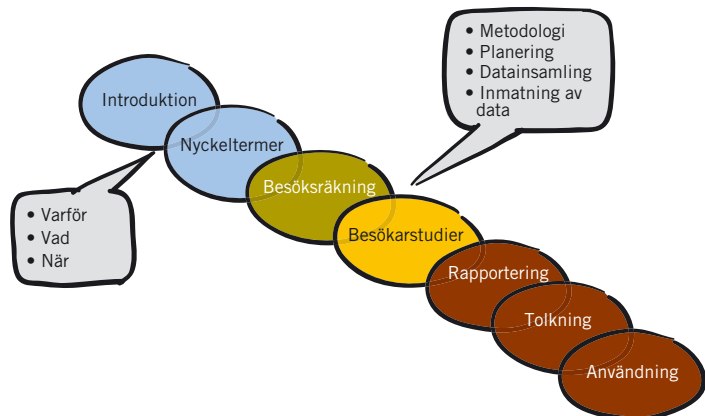 • Metodologi
• Planering
• Datainsamling
• Inmatning av
data
Introduktion
Nyckeltermer
Besöksräkning
• Varför
• Vad
• När
Besökarstudier
Rapportering
Tolkning
Användning